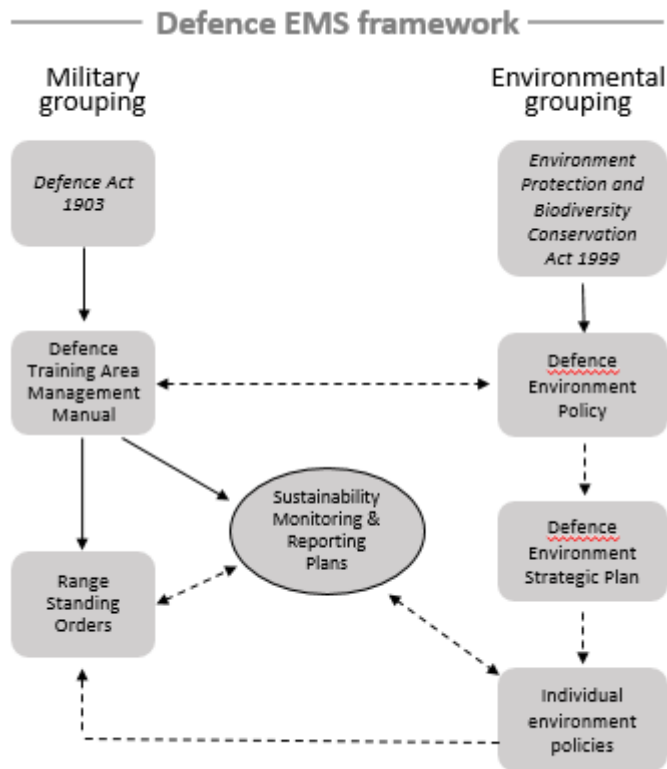 Defence EMS framework
Military
grouping
Environmental
grouping
Defence Act
1903
Environment
Protection and
Biodiversity
Conservation
Act 1999
Defence
Training Area
Management
Manual
Defence
Environment
Policy
Sustainability
Monitoring &
Reporting
Plans
Defence
Environment
Strategic Plan
Range
Standing
Orders
Individual
environment
policies